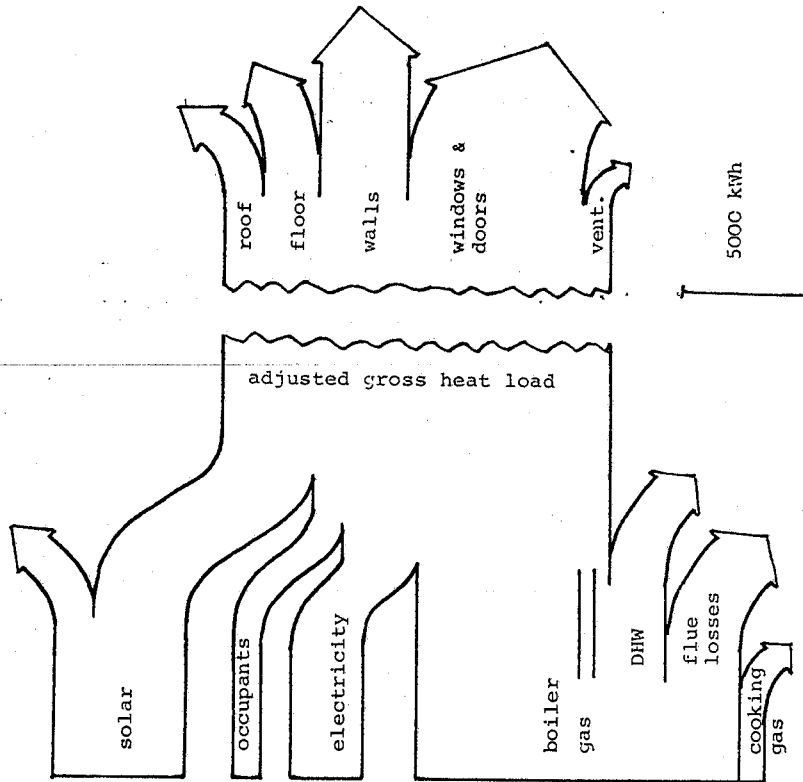 roof
floor
walls
windows &
doors
vent.
5000 kWh
adjusted gross heat load
solar
occupants
electricity
boiler
gas
DHW
flue
losses
cooking
gas